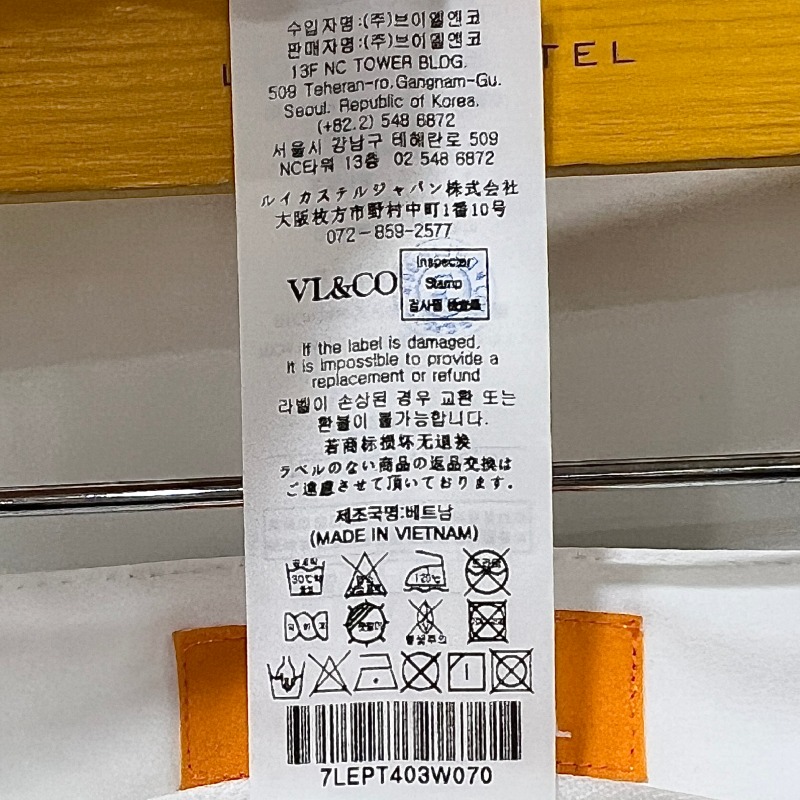 TEL
수입자명:(주)브이엘엔코
판매자명:(주)브이엘엔코
13F NC TOWER BLDG.
509 Teheran-ro,Gangnam-Gu.
Seoul. Republic of Korea.
(+82.2) 548 6872
서울시 강남구 테헤란로 509
NC타워 13층 02 548 6872
ルイカステルジャパン株式会社
大阪枚方市野村中町1番10号
072-859-2577
VL&CO
Inspector
Stamp
검사필
If the label is damaged,
it is impossible to provide a
replacement or refund
라벨이 손상된 경우 교환 또는
환불이 불가능합니다.
若商标损坏无退换
ラベルのない商品の返品交換は
ご遠慮させて頂いております。
제조국명:베트남
(MADE IN VIETNAM)
30℃
120℃
7LEPT403W070